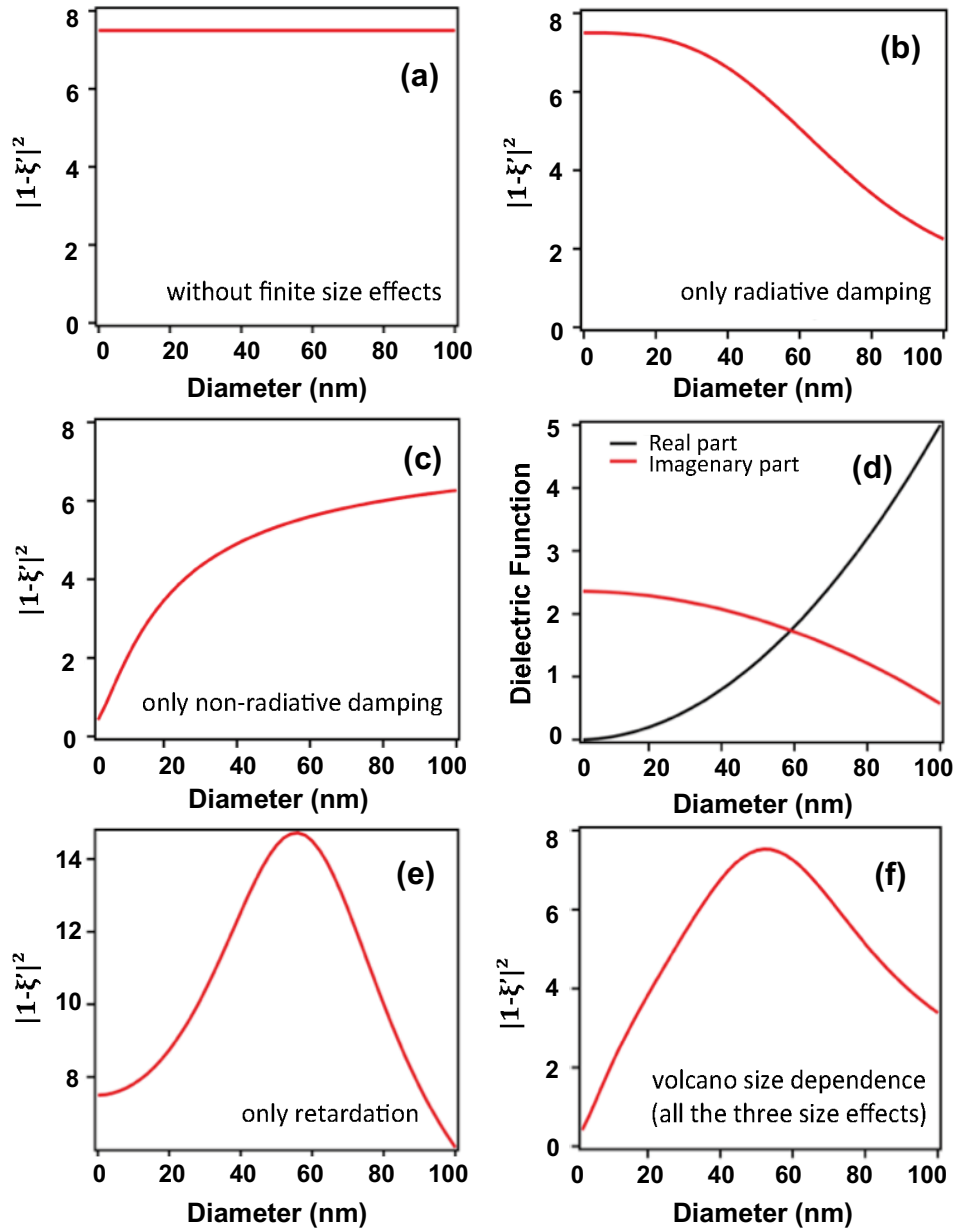 (a)
|1-ξ'|²
8
6
4
2
0
without finite size effects
0 20 40 60 80 100
Diameter (nm)
(b)
|1-ξ'|²
8
6
4
2
0
only radiative damping
0 20 40 60 80 100
Diameter (nm)
(c)
|1-ξ'|²
8
6
4
2
0
only non-radiative damping
0 20 40 60 80 100
Diameter (nm)
(d)
Dielectric Function
5
4
3
2
1
0
Real part
Imagenary part
0 20 40 60 80 100
Diameter (nm)
(e)
|1-ξ'|²
14
12
10
8
only retardation
0 20 40 60 80 100
Diameter (nm)
(f)
|1-ξ'|²
8
6
4
2
0
volcano size dependence
(all the three size effects)
0 20 40 60 80 100
Diameter (nm)